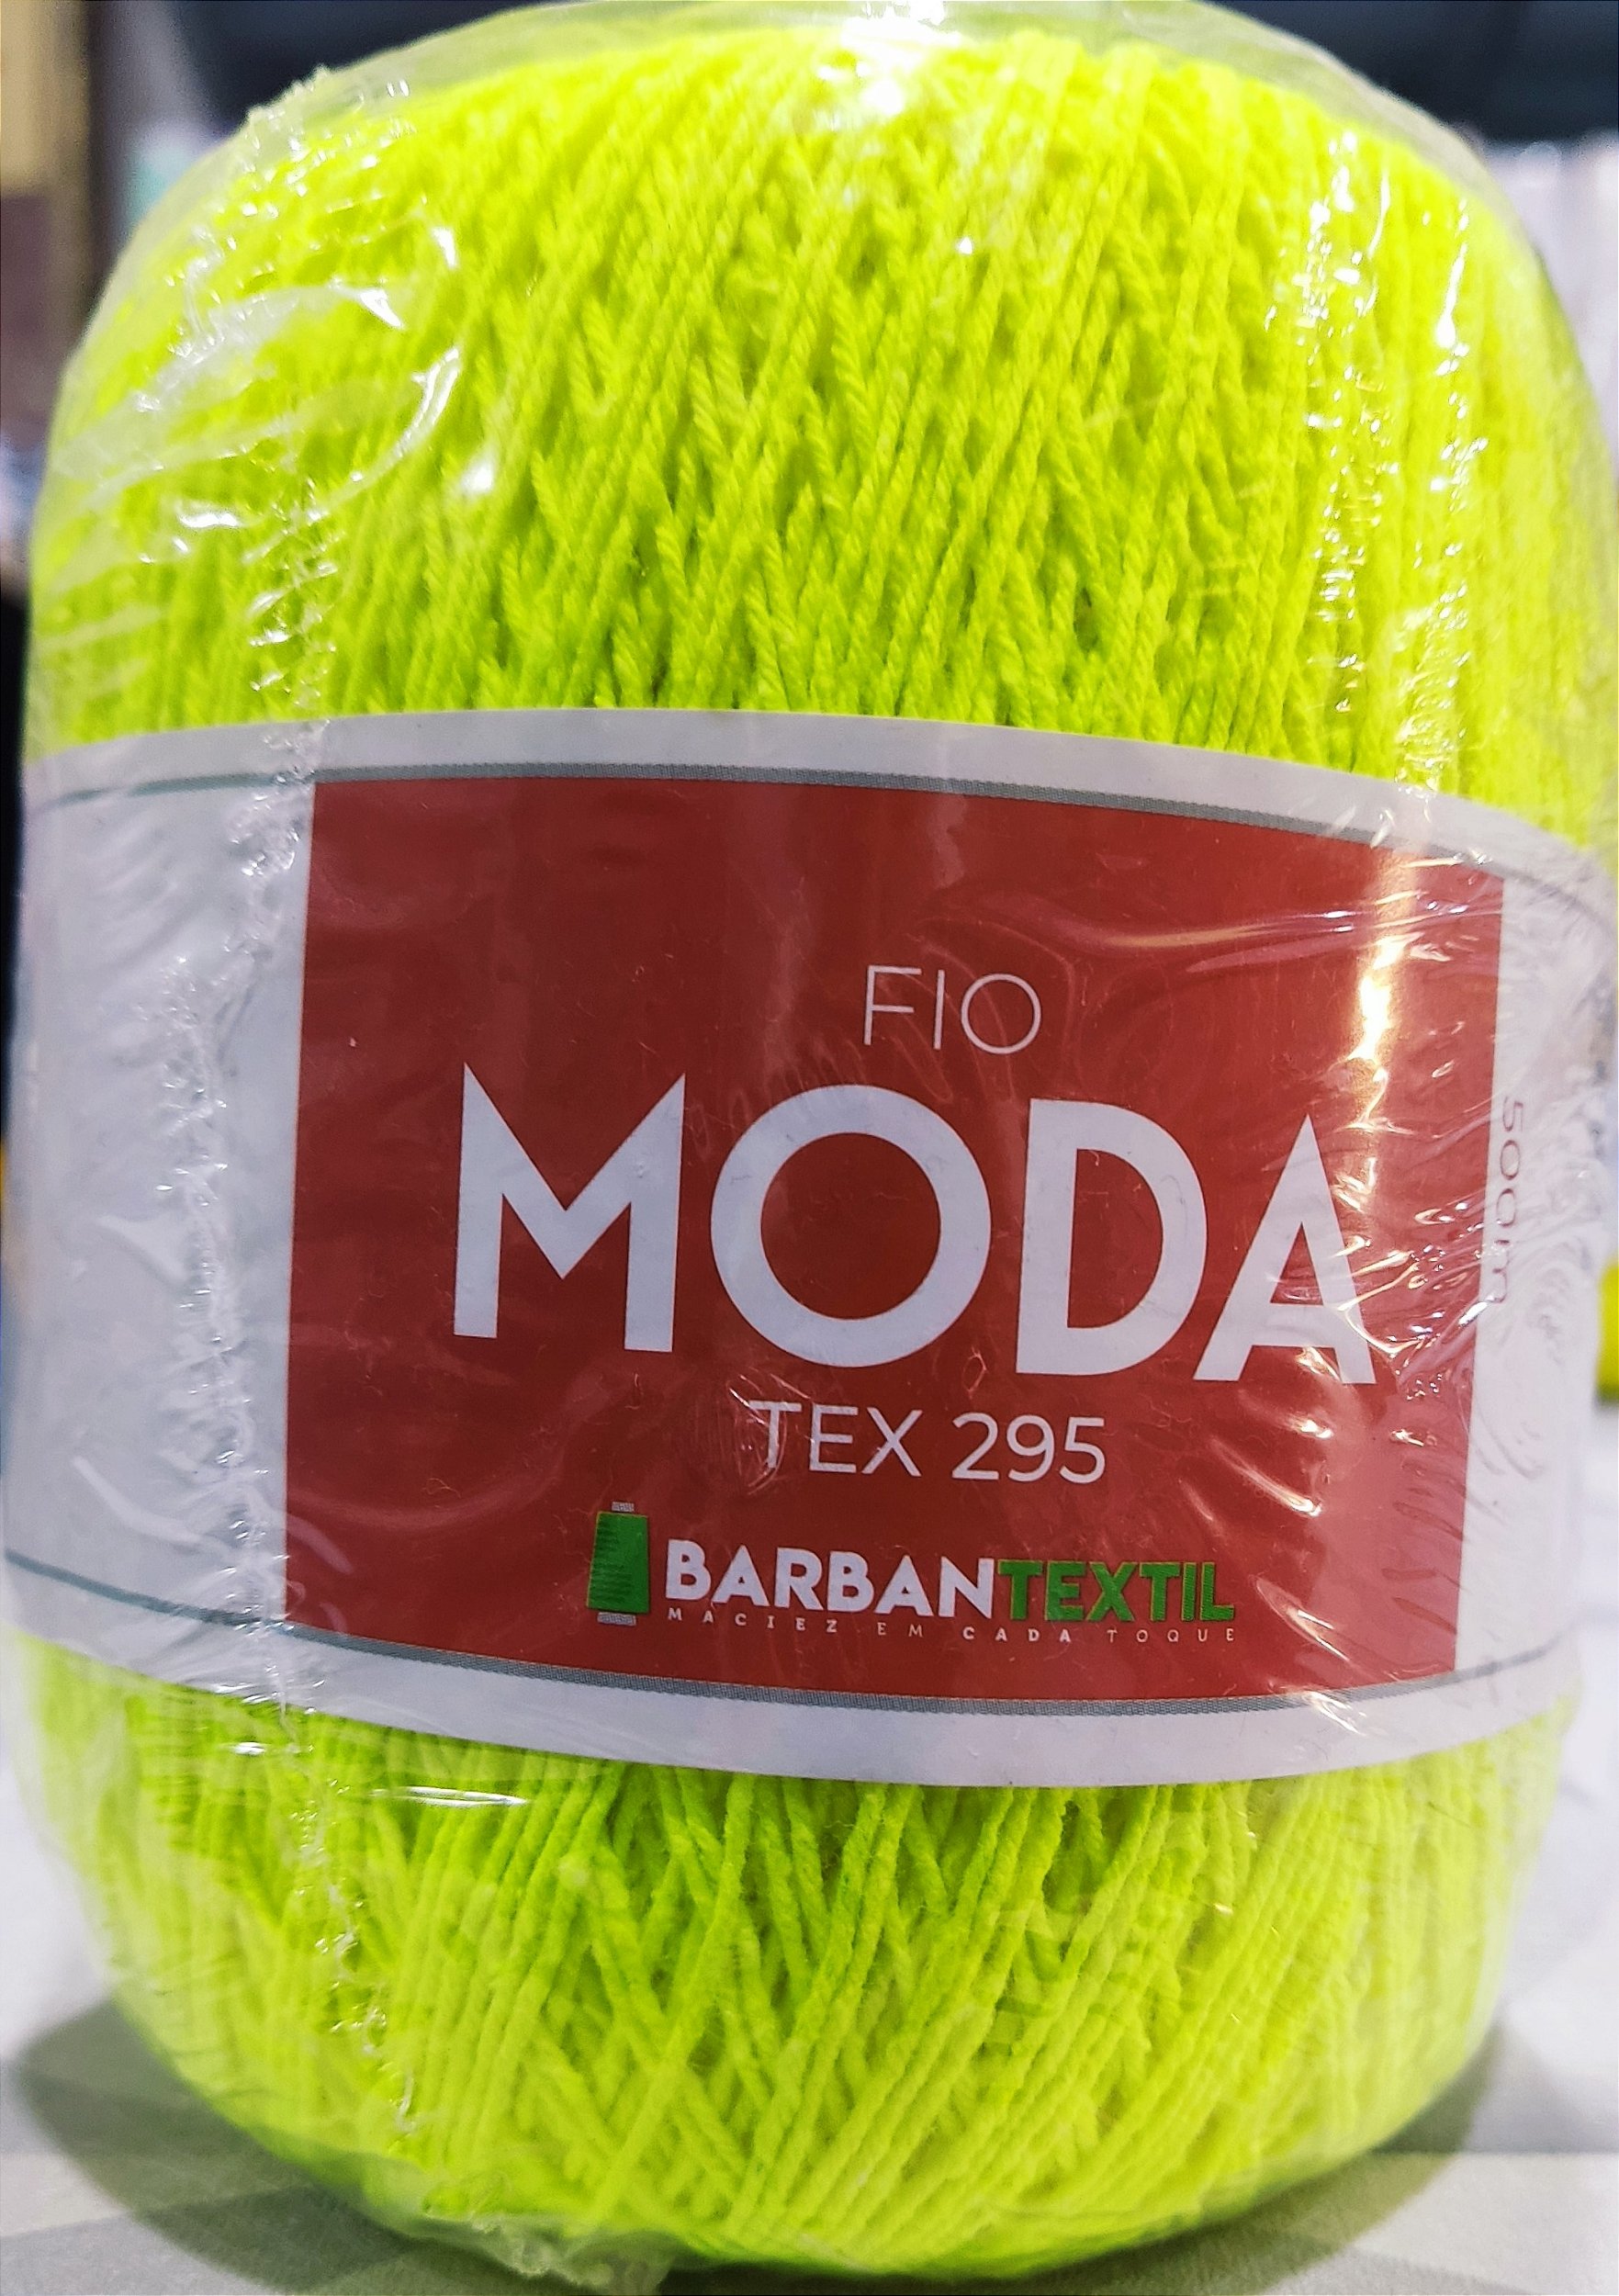 FIO
MODA
TEX 295
BARBANTEXTIL
MACIEZ EM CADA TOQUE
500m